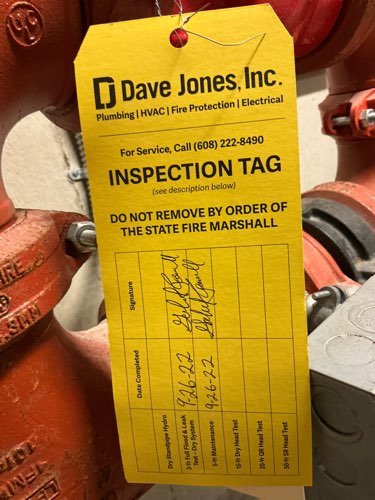 Dave Jones, Inc.
Plumbing | HVAC | Fire Protection | Electrical
For Service, Call (608) 222-8490
INSPECTION TAG
(see description below)
DO NOT REMOVE BY ORDER OF
THE STATE FIRE MARSHALL
Signature
Date Completed
9-26-22
9-26-22
Dry Standpipe Hydro
3-Yr Full Flood & Leak
Test - Dry System
5-Yr Maintenance
15-Yr Dry Head Test
20-Yr QR Head Test
50-Yr SR Head Test